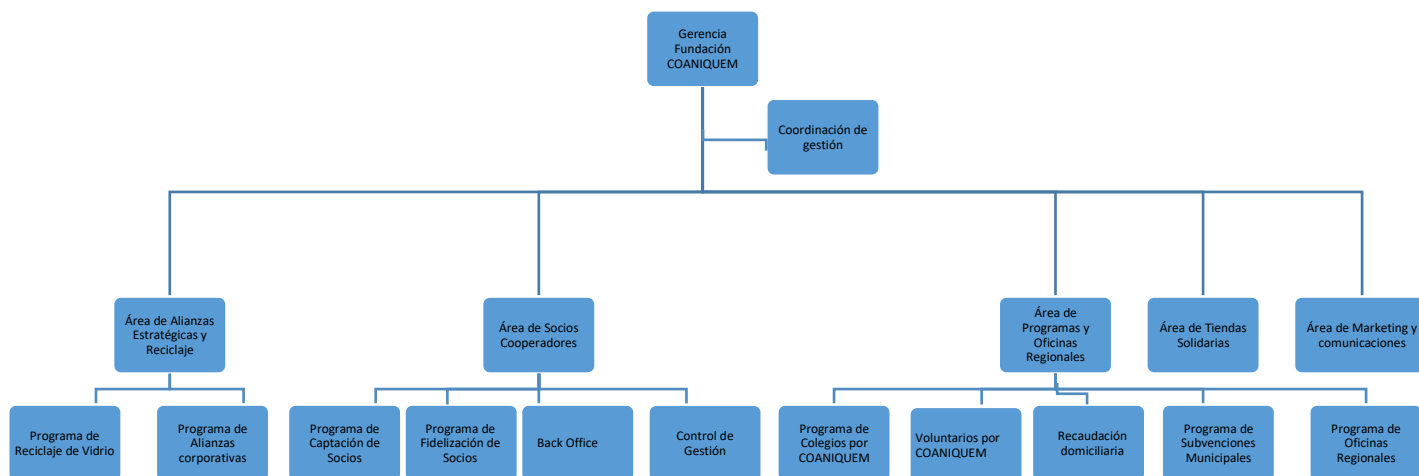 Gerencia
Fundación
COANIQUEM
Coordinación de
gestión
Área de Alianzas
Estratégicas y
Reciclaje
Área de Socios
Cooperadores
Área de
Programas y
Oficinas
Regionales
Área de Tiendas
Solidarias
Área de Marketing y
comunicaciones
Programa de
Reciclaje de Vidrio
Programa de
Alianzas
corporativas
Programa de
Captación de
Socios
Programa de
Fidelización de
Socios
Back Office
Control de
Gestión
Programa de
Colegios por
COANIQUEM
Voluntarios por
COANIQUEM
Recaudación
domiciliaria
Programa de
Subvenciones
Municipales
Programa de
Oficinas
Regionales